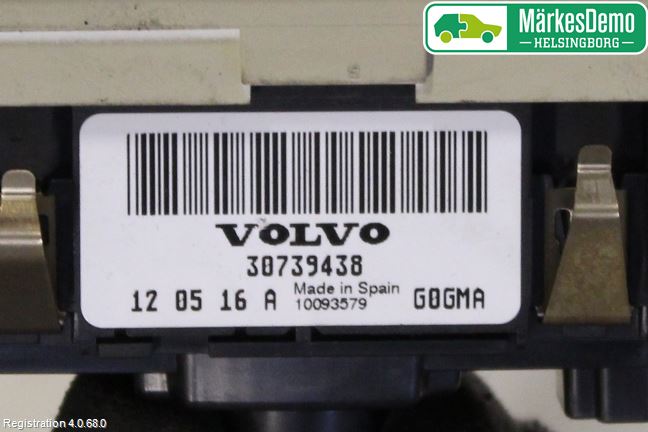 MärkesDemo
HELSINGBORG
VOLVO
30739438
12 05 16 A
Made in Spain
10093579
G0GMA
Registration 4.0.68.0